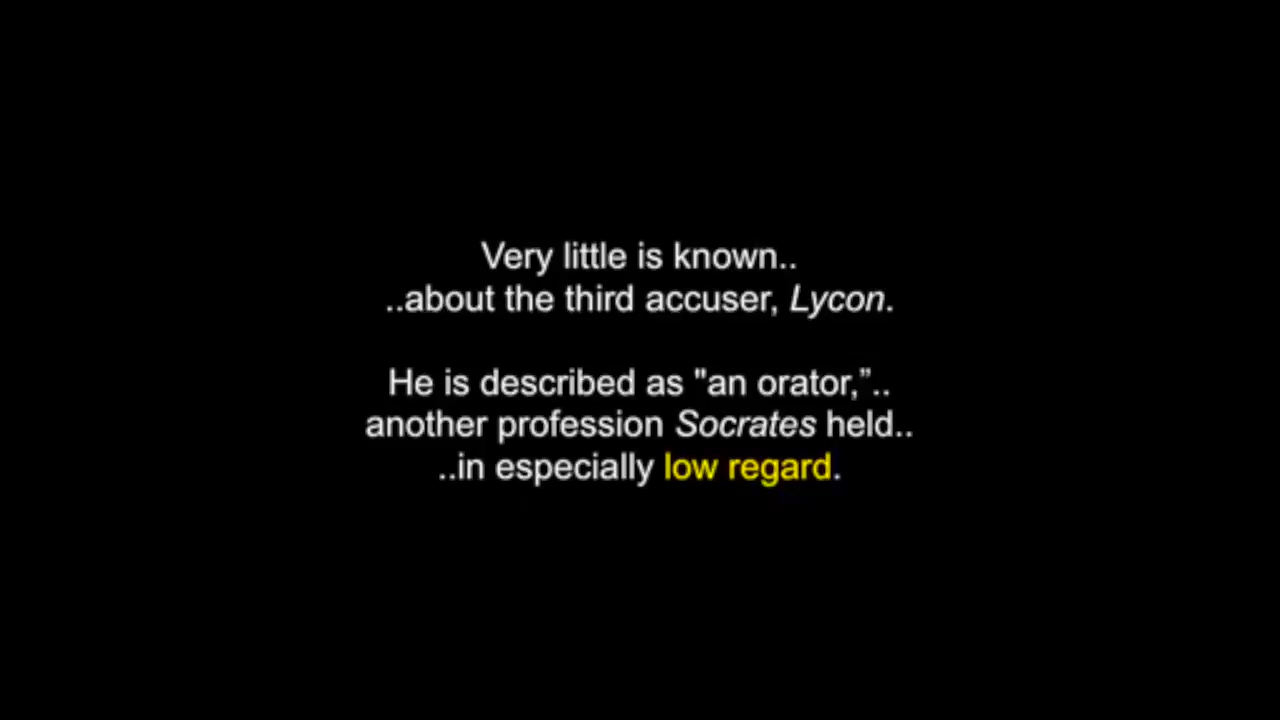 Very little is known..
..about the third accuser, Lycon.
He is described as "an orator,”..
another profession Socrates held..
..in especially low regard.